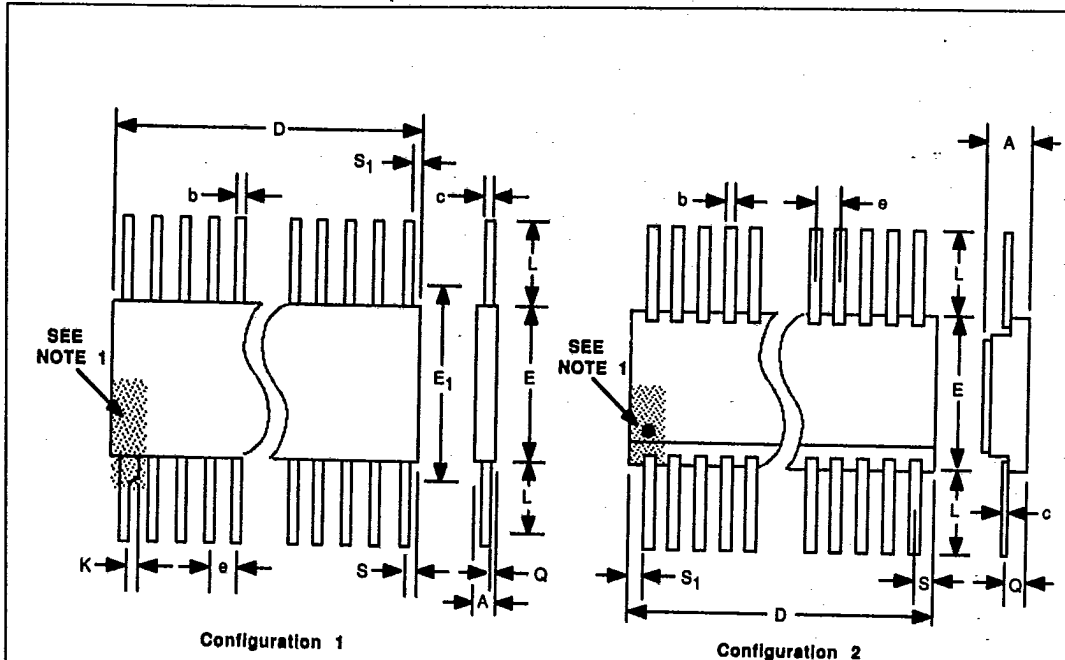 D
A
S1
b
c
b
e
L
L
SEE
NOTE 1
E1
E
SEE
NOTE 1
E
L
L
c
K
e
S
Q
A
S1
S
Q
D
Configuration 1
Configuration 2